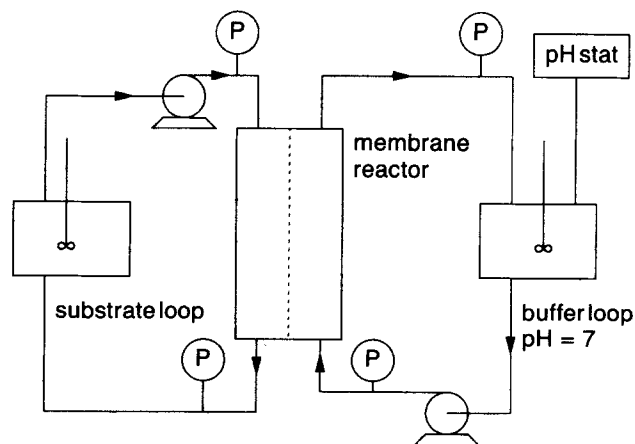 P
P
pH stat
membrane
reactor
substrate loop
buffer loop
pH = 7
P
P